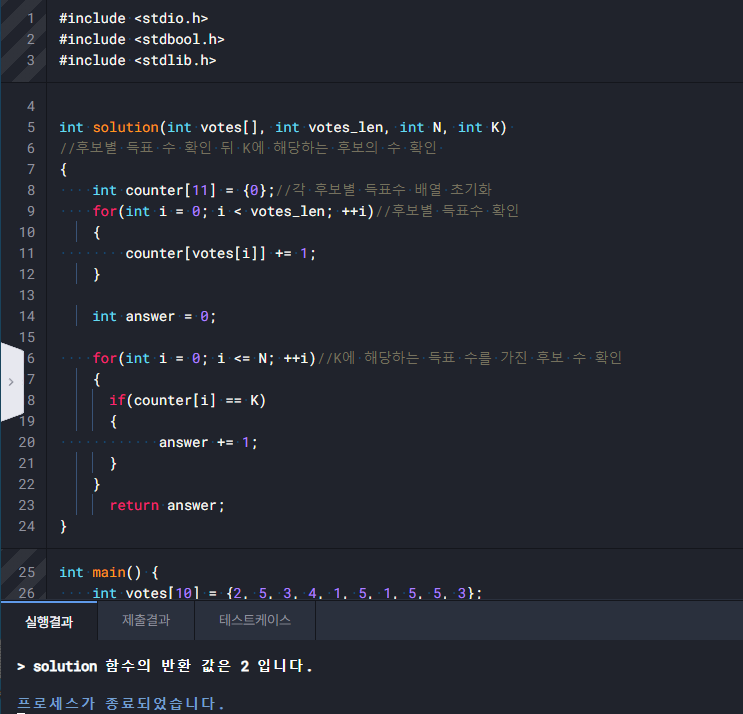 1 #include <stdio.h>
2 #include <stdbool.h>
3 #include <stdlib.h>
4
5 int solution(int votes[], int votes_len, int N, int K)
6 //후보별 득표 수 확인 뒤 K에 해당하는 후보의 수 확인
7 {
8 int counter[11] = {0};//각 후보별 득표수 배열 초기화
9 for(int i = 0; i < votes_len; ++i)//후보별 득표수 확인
10 {
11 counter[votes[i]] += 1;
12 }
13
14 int answer = 0;
15
6 for(int i = 0; i <= N; ++i)//K에 해당하는 득표 수를 가진 후보 수 확인
7 {
8 if(counter[i] == K)
19 {
20 answer += 1;
21 }
22 }
23 return answer;
24 }
25 int main() {
26 int votes[10] = {2, 5, 3, 4, 1, 5, 1, 5, 5, 3};
실행결과 제출결과 테스트케이스
> solution 함수의 반환 값은 2 입니다.
프로세스가 종료되었습니다.